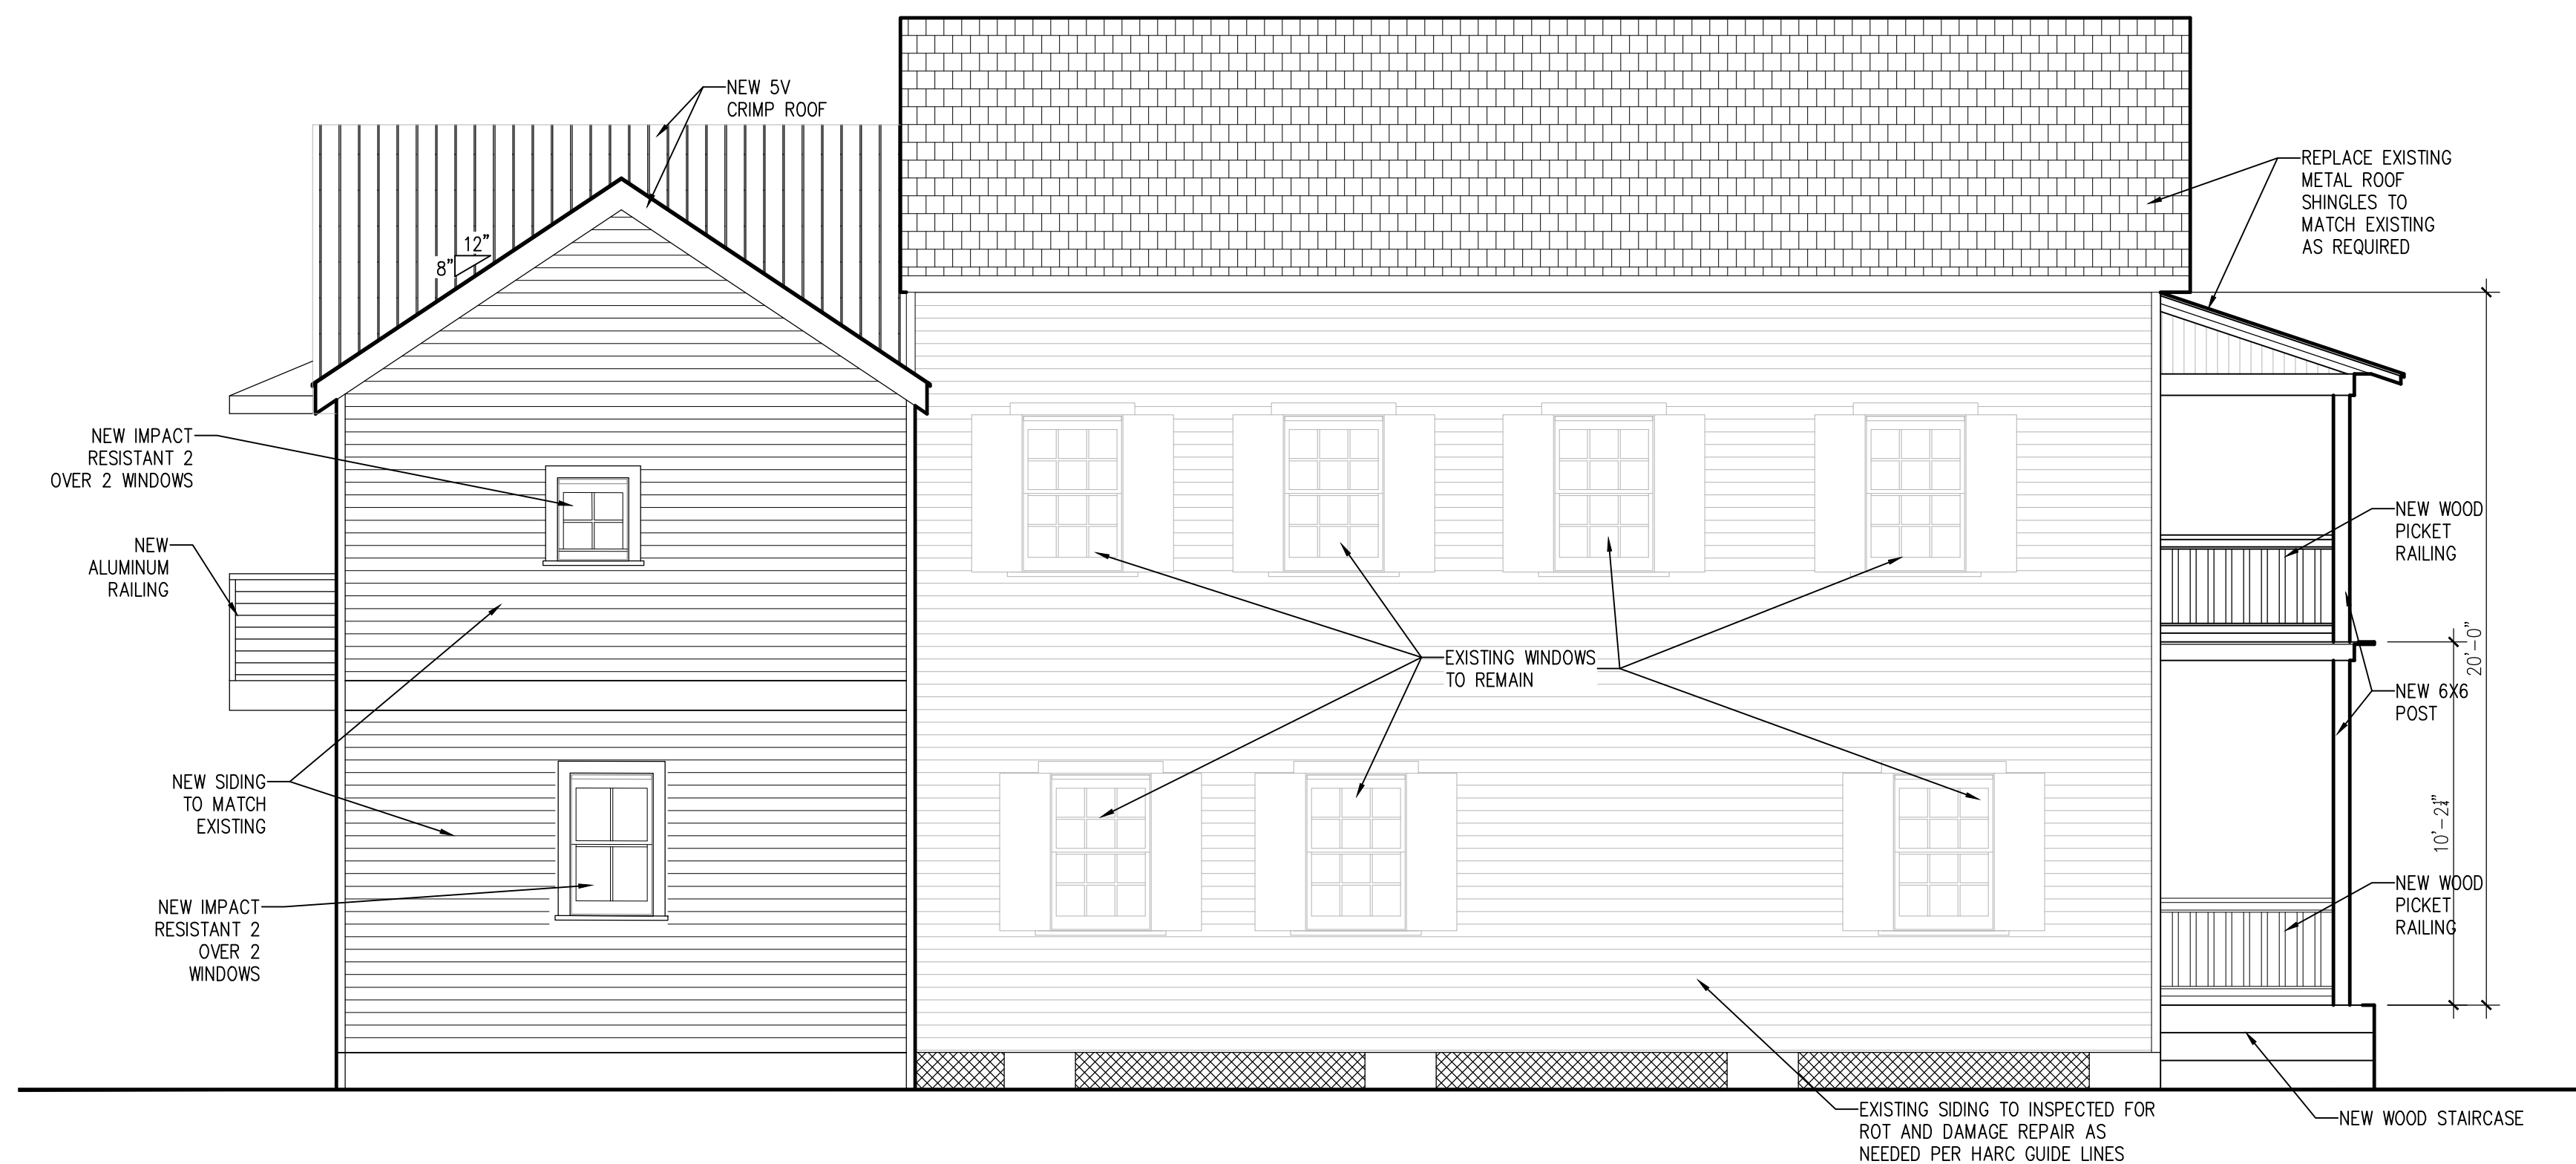 NEW 5V
CRIMP ROOF
REPLACE EXISTING
METAL ROOF
SHINGLES TO
MATCH EXISTING
AS REQUIRED
12"
8"
NEW IMPACT
RESISTANT 2
OVER 2 WINDOWS
NEW
ALUMINUM
RAILING
NEW WOOD
PICKET
RAILING
20'-0"
EXISTING WINDOWS
TO REMAIN
NEW 6X6
POST
NEW SIDING
TO MATCH
EXISTING
10'-2¼"
NEW IMPACT
RESISTANT 2
OVER 2
WINDOWS
NEW WOOD
PICKET
RAILING
EXISTING SIDING TO INSPECTED FOR
ROT AND DAMAGE REPAIR AS
NEEDED PER HARC GUIDE LINES
NEW WOOD STAIRCASE